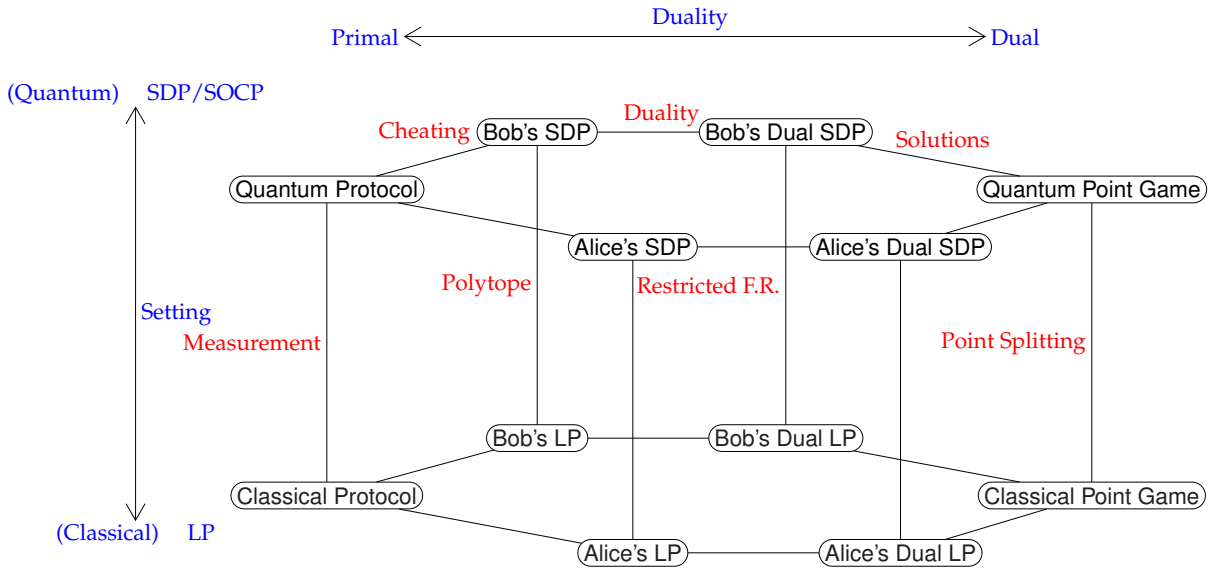 Duality
Primal
Dual
(Quantum) SDP/SOCP
Duality
Cheating
Bob's SDP
Bob's Dual SDP
Solutions
Quantum Protocol
Quantum Point Game
Alice's SDP
Alice's Dual SDP
Polytope
Restricted F.R.
Setting
Measurement
Point Splitting
Bob's LP
Bob's Dual LP
Classical Protocol
Classical Point Game
(Classical) LP
Alice's LP
Alice's Dual LP